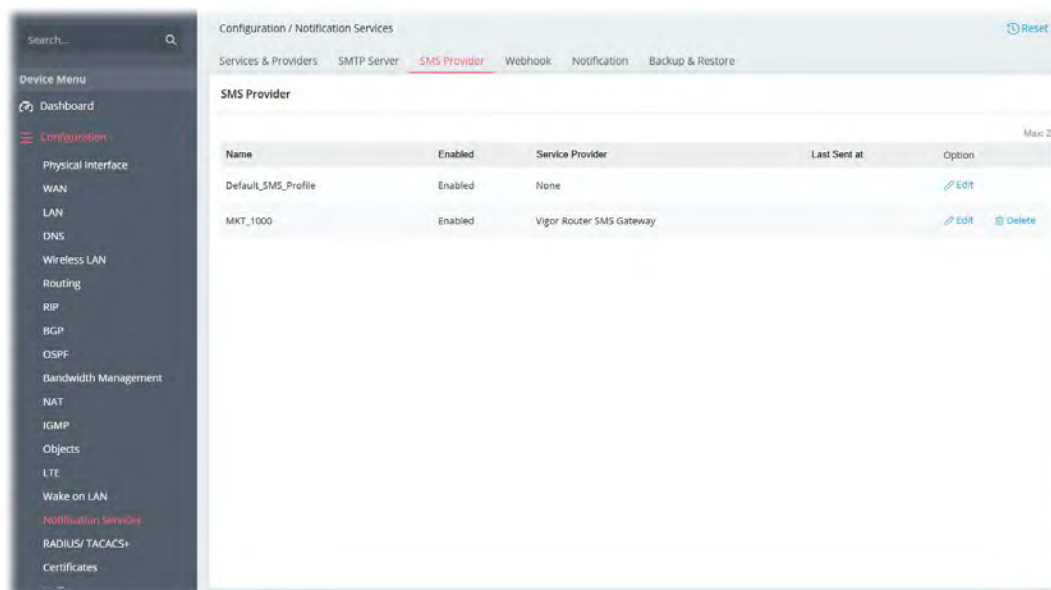 Search...
Device Menu
Dashboard
Configuration
Physical Interface
WAN
LAN
DNS
Wireless LAN
Routing
RIP
BGP
OSPF
Bandwidth Management
NAT
IGMP
Objects
LTE
Wake on LAN
Notification Services
RADIUS/ TACACS+
Certificates
Configuration / Notification Services
Reset
Services & Providers SMTP Server SMS Provider Webhook Notification Backup & Restore
SMS Provider
Max: 2
Name Enabled Service Provider Last Sent at Option
Default_SMS_Profile Enabled None Edit
MKT_1000 Enabled Vigor Router SMS Gateway Edit Delete